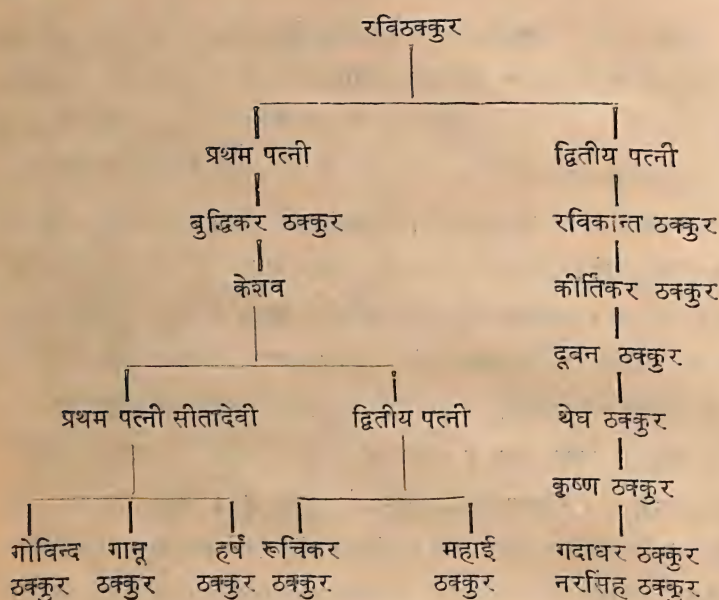 रविठक्कुर
प्रथम पत्नी द्वितीय पत्नी
बुद्धिकर ठक्कुर रविकान्त ठक्कुर
केशव कीर्तिकर ठक्कुर
दूवन ठक्कुर
प्रथम पत्नी सीतादेवी द्वितीय पत्नी थेघ ठक्कुर
कृष्ण ठक्कुर
गोविन्द गानू हर्ष रूचिकर महाई गदाधर ठक्कुर
ठक्कुर ठक्कुर ठक्कुर ठक्कुर ठक्कुर नरसिंह ठक्कुर